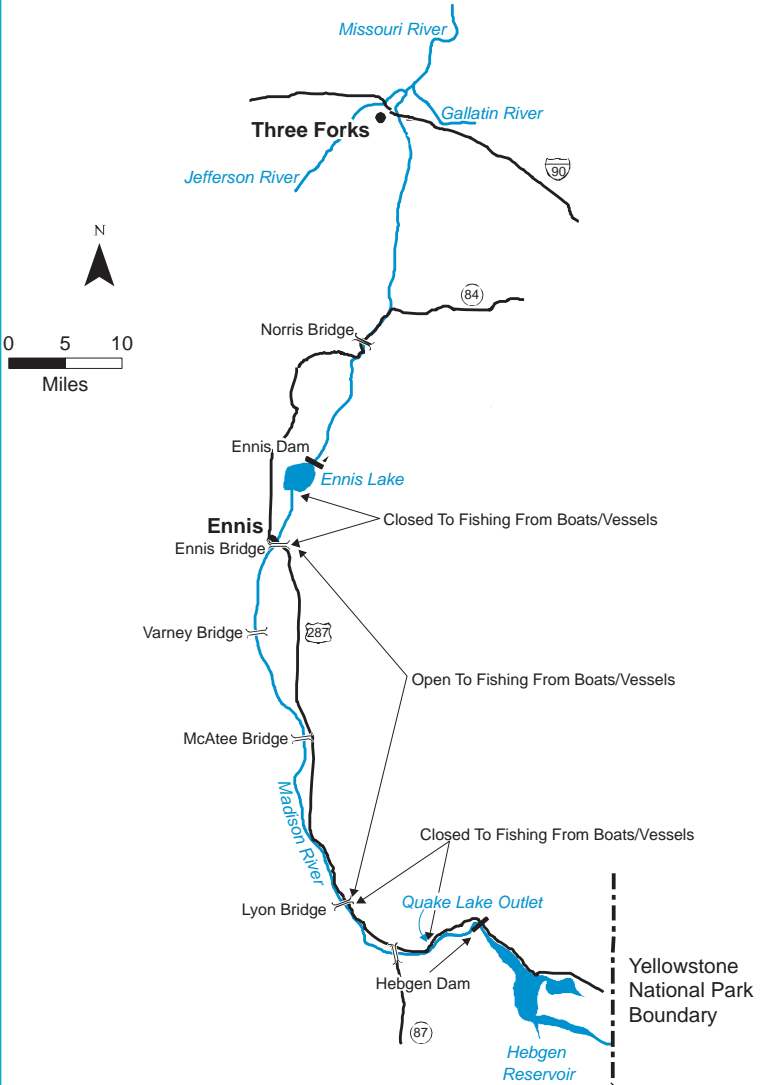 Missouri River
Gallatin River
Three Forks
Jefferson River
90
N
84
0 5 10
Miles
Norris Bridge
Ennis Dam
Ennis Lake
Closed To Fishing From Boats/Vessels
Ennis
Ennis Bridge
Varney Bridge
287
Open To Fishing From Boats/Vessels
McAtee Bridge
Madison River
Closed To Fishing From Boats/Vessels
Lyon Bridge
Quake Lake Outlet
Hebgen Dam
Yellowstone
National Park
Boundary
87
Hebgen
Reservoir